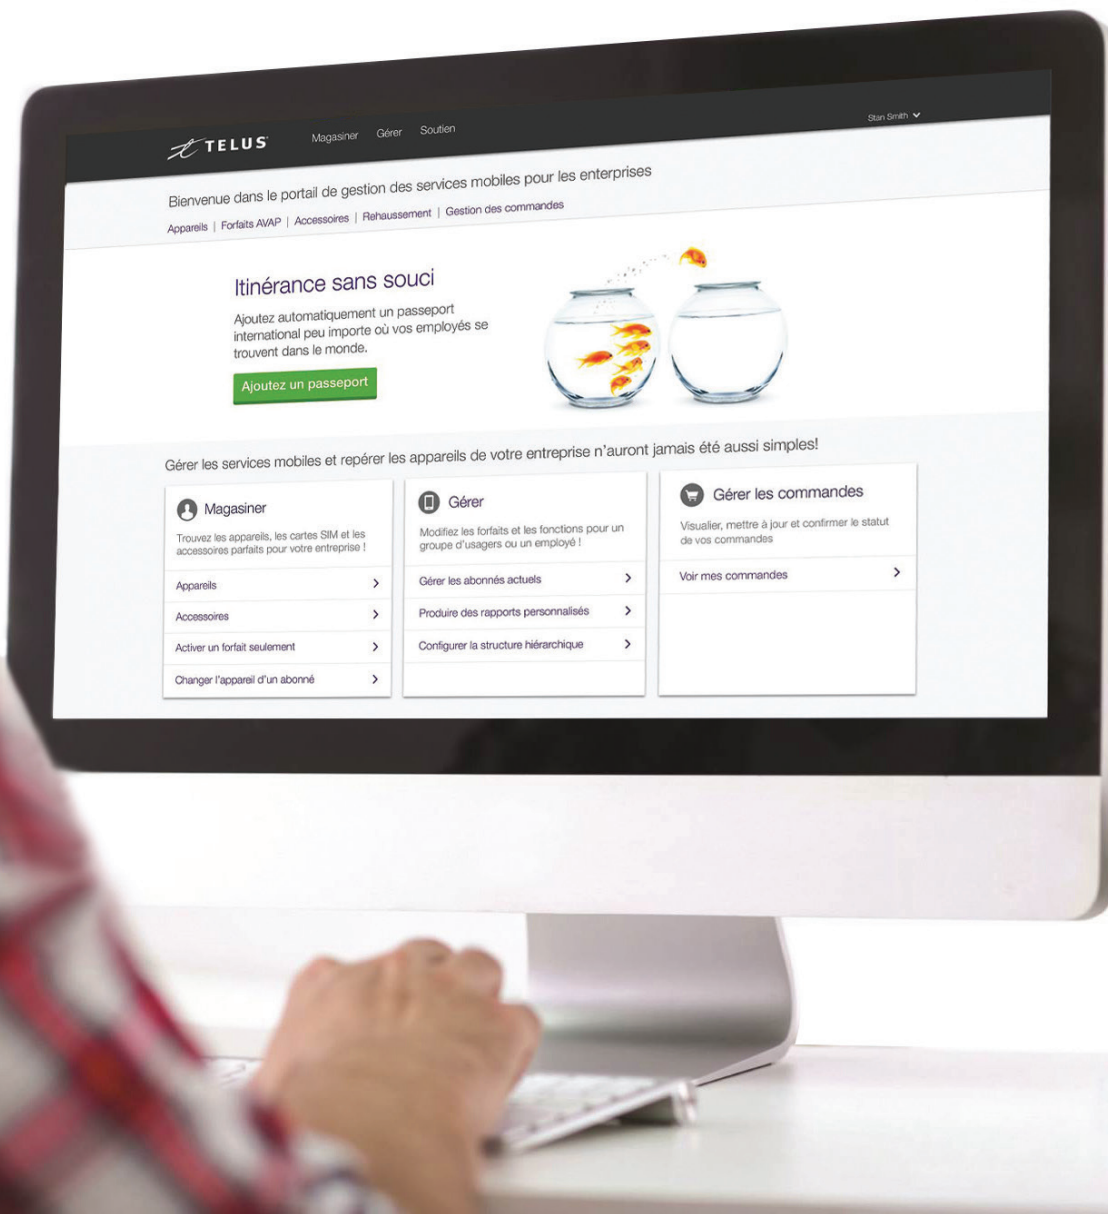 TELUS
Magasiner Gérer Soutien
Stan Smith
Bienvenue dans le portail de gestion des services mobiles pour les enterprises
Appareils | Forfaits AVAP | Accessoires | Rehaussement | Gestion des commandes
Itinérance sans souci
Ajoutez automatiquement un passeport
international peu importe où vos employés se
trouvent dans le monde.
Ajoutez un passeport
Gérer les services mobiles et repérer les appareils de votre entreprise n'auront jamais été aussi simples!
Magasiner
Trouvez les appareils, les cartes SIM et les
accessoires parfaits pour votre entreprise !
Appareils
Accessoires
Activer un forfait seulement
Changer l'appareil d'un abonné
Gérer
Modifiez les forfaits et les fonctions pour un
groupe d'usagers ou un employé !
Gérer les abonnés actuels
Produire des rapports personnalisés
Configurer la structure hiérarchique
Gérer les commandes
Visualier, mettre à jour et confirmer le statut
de vos commandes
Voir mes commandes